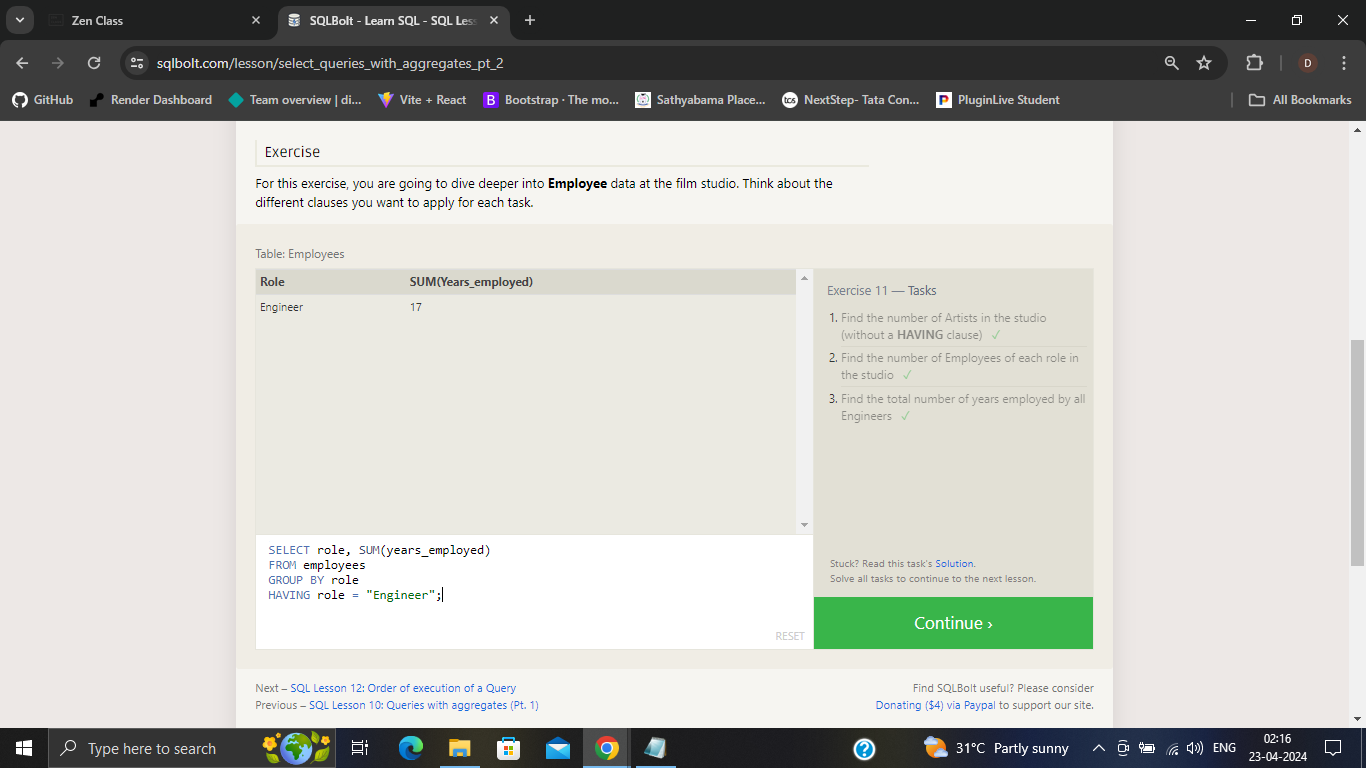 Zen Class
SQLBolt - Learn SQL - SQL Les
sqlbolt.com/lesson/select_queries_with_aggregates_pt_2
D
GitHub
Render Dashboard
Team overview | di...
Vite + React
B Bootstrap · The mo...
Sathyabama Place...
tcs NextStep- Tata Con...
P PluginLive Student
All Bookmarks
Exercise
For this exercise, you are going to dive deeper into Employee data at the film studio. Think about the
different clauses you want to apply for each task.
Table: Employees
Role SUM(Years_employed)
Engineer 17
SELECT role, SUM(years_employed)
FROM employees
GROUP BY role
HAVING role = "Engineer";
RESET
Exercise 11 — Tasks
1. Find the number of Artists in the studio
(without a HAVING clause) ✓
2. Find the number of Employees of each role in
the studio ✓
3. Find the total number of years employed by all
Engineers ✓
Stuck? Read this task's Solution.
Solve all tasks to continue to the next lesson.
Continue ›
Next – SQL Lesson 12: Order of execution of a Query
Previous – SQL Lesson 10: Queries with aggregates (Pt. 1)
Find SQLBolt useful? Please consider
Donating ($4) via Paypal to support our site.
Type here to search
31°C Partly sunny
ENG
02:16
23-04-2024